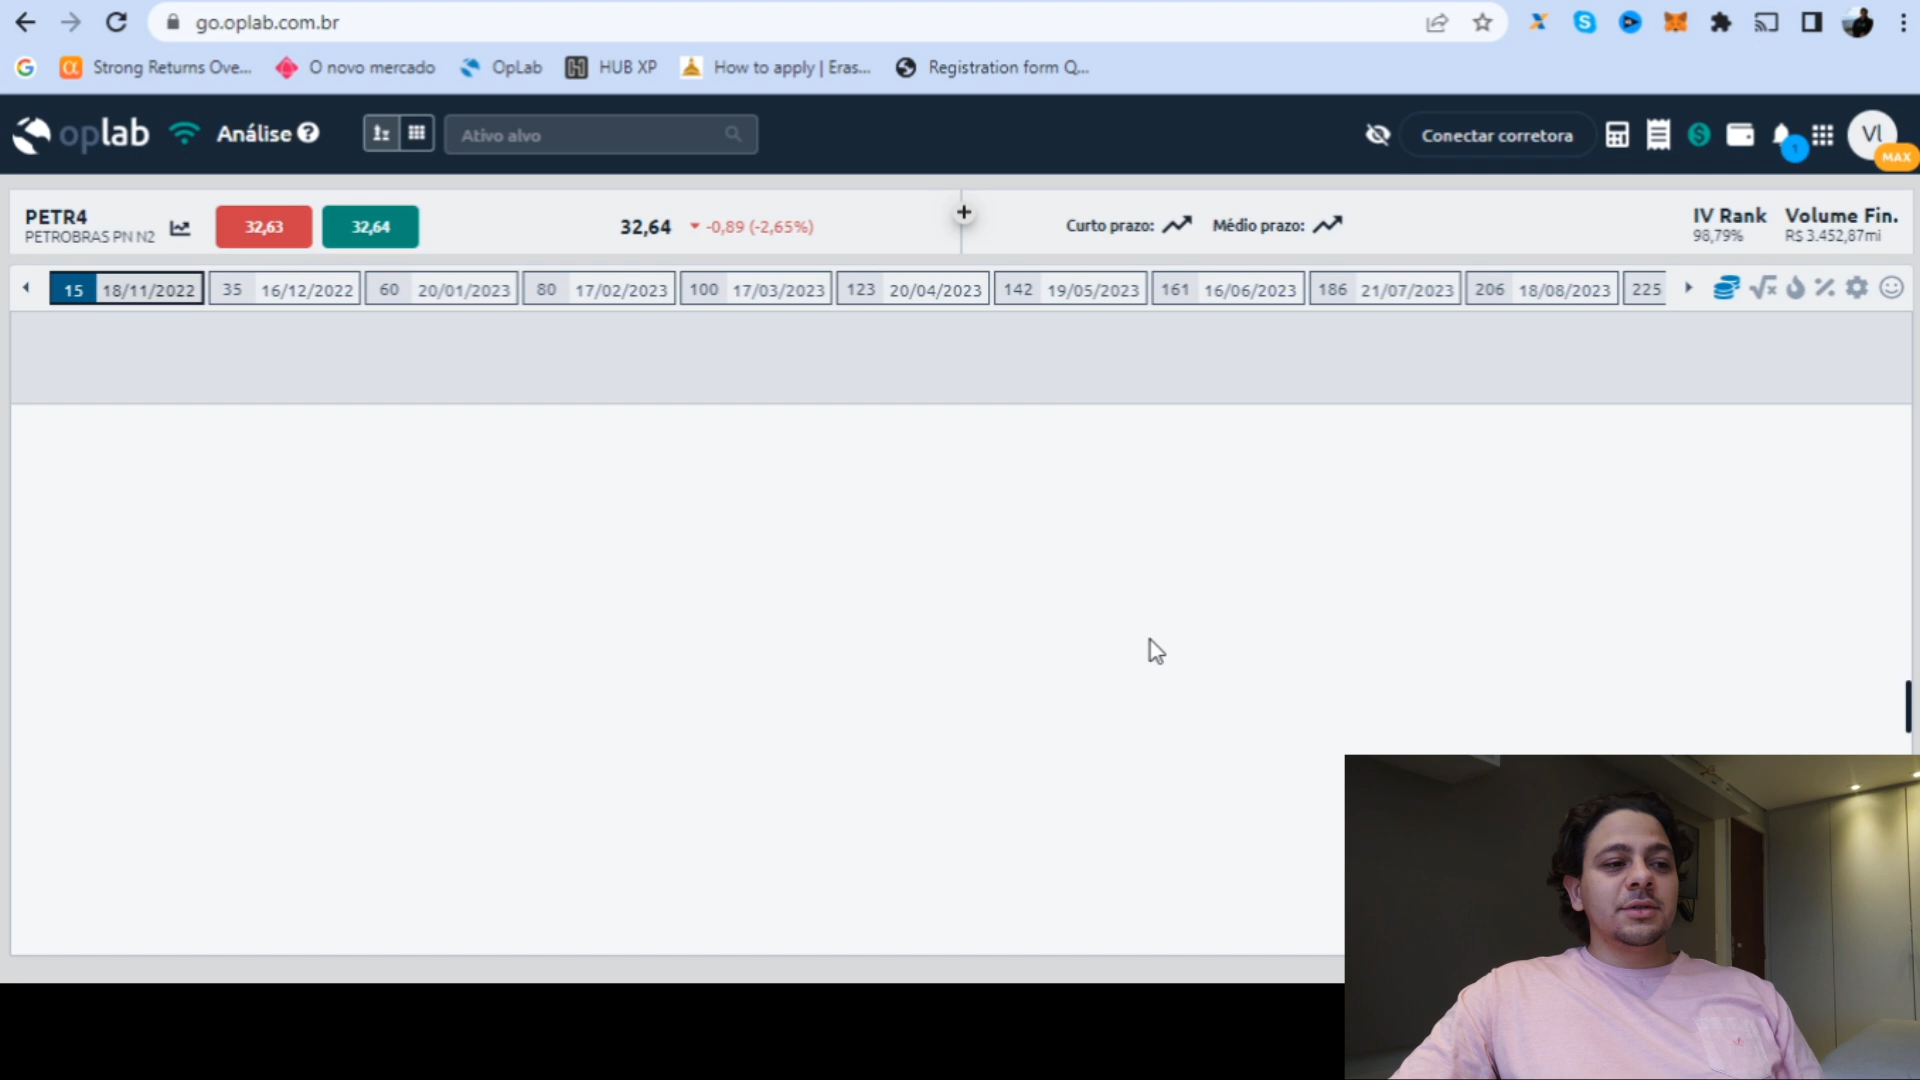 go.oplab.com.br
Strong Returns Ove... O novo mercado OpLab HUB XP How to apply | Eras... Registration form Q...
oplab Análise ? Ativo alvo Conectar corretora 1 VI MAX
PETR4 32,63 32,64 32,64 -0,89 (-2,65%) Curto prazo: Médio prazo: IV Rank Volume Fin.
PETROBRAS PN N2 98,79% R$ 3.452,87mi
15 18/11/2022 35 16/12/2022 60 20/01/2023 80 17/02/2023 100 17/03/2023 123 20/04/2023 142 19/05/2023 161 16/06/2023 186 21/07/2023 206 18/08/2023 225